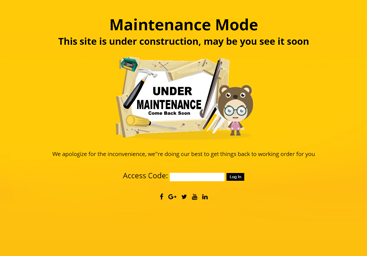 Maintenance Mode
This site is under construction, may be you see it soon
UNDER
MAINTENANCE
Come Back Soon
We apologize for the inconvenience, we''re doing our best to get things back to working order for you
Access Code:
Log In